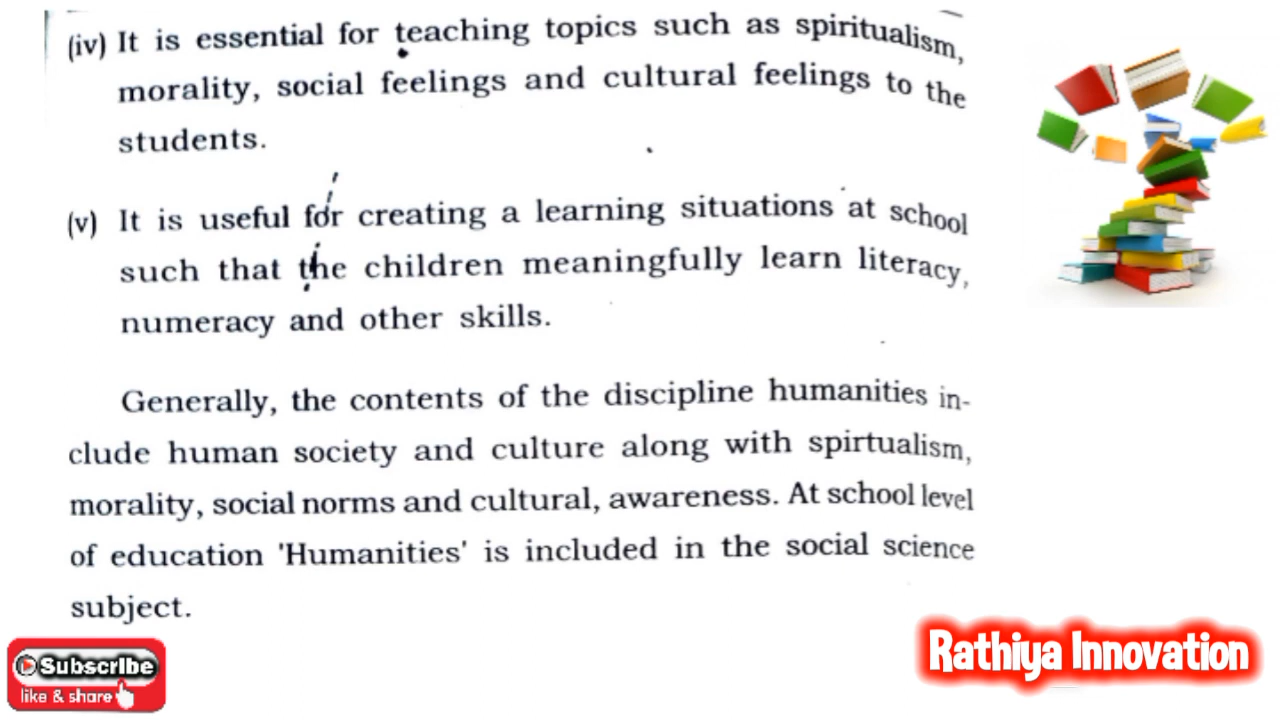 (iv) It is essential for teaching topics such as spiritualism,
morality, social feelings and cultural feelings to the
students.
(v) It is useful for creating a learning situations at school
such that the children meaningfully learn literacy,
numeracy and other skills.
Generally, the contents of the discipline humanities in-
clude human society and culture along with spirtualism,
morality, social norms and cultural, awareness. At school level
of education 'Humanities' is included in the social science
subject.
Subscribe
like & share
Rathiya Innovation